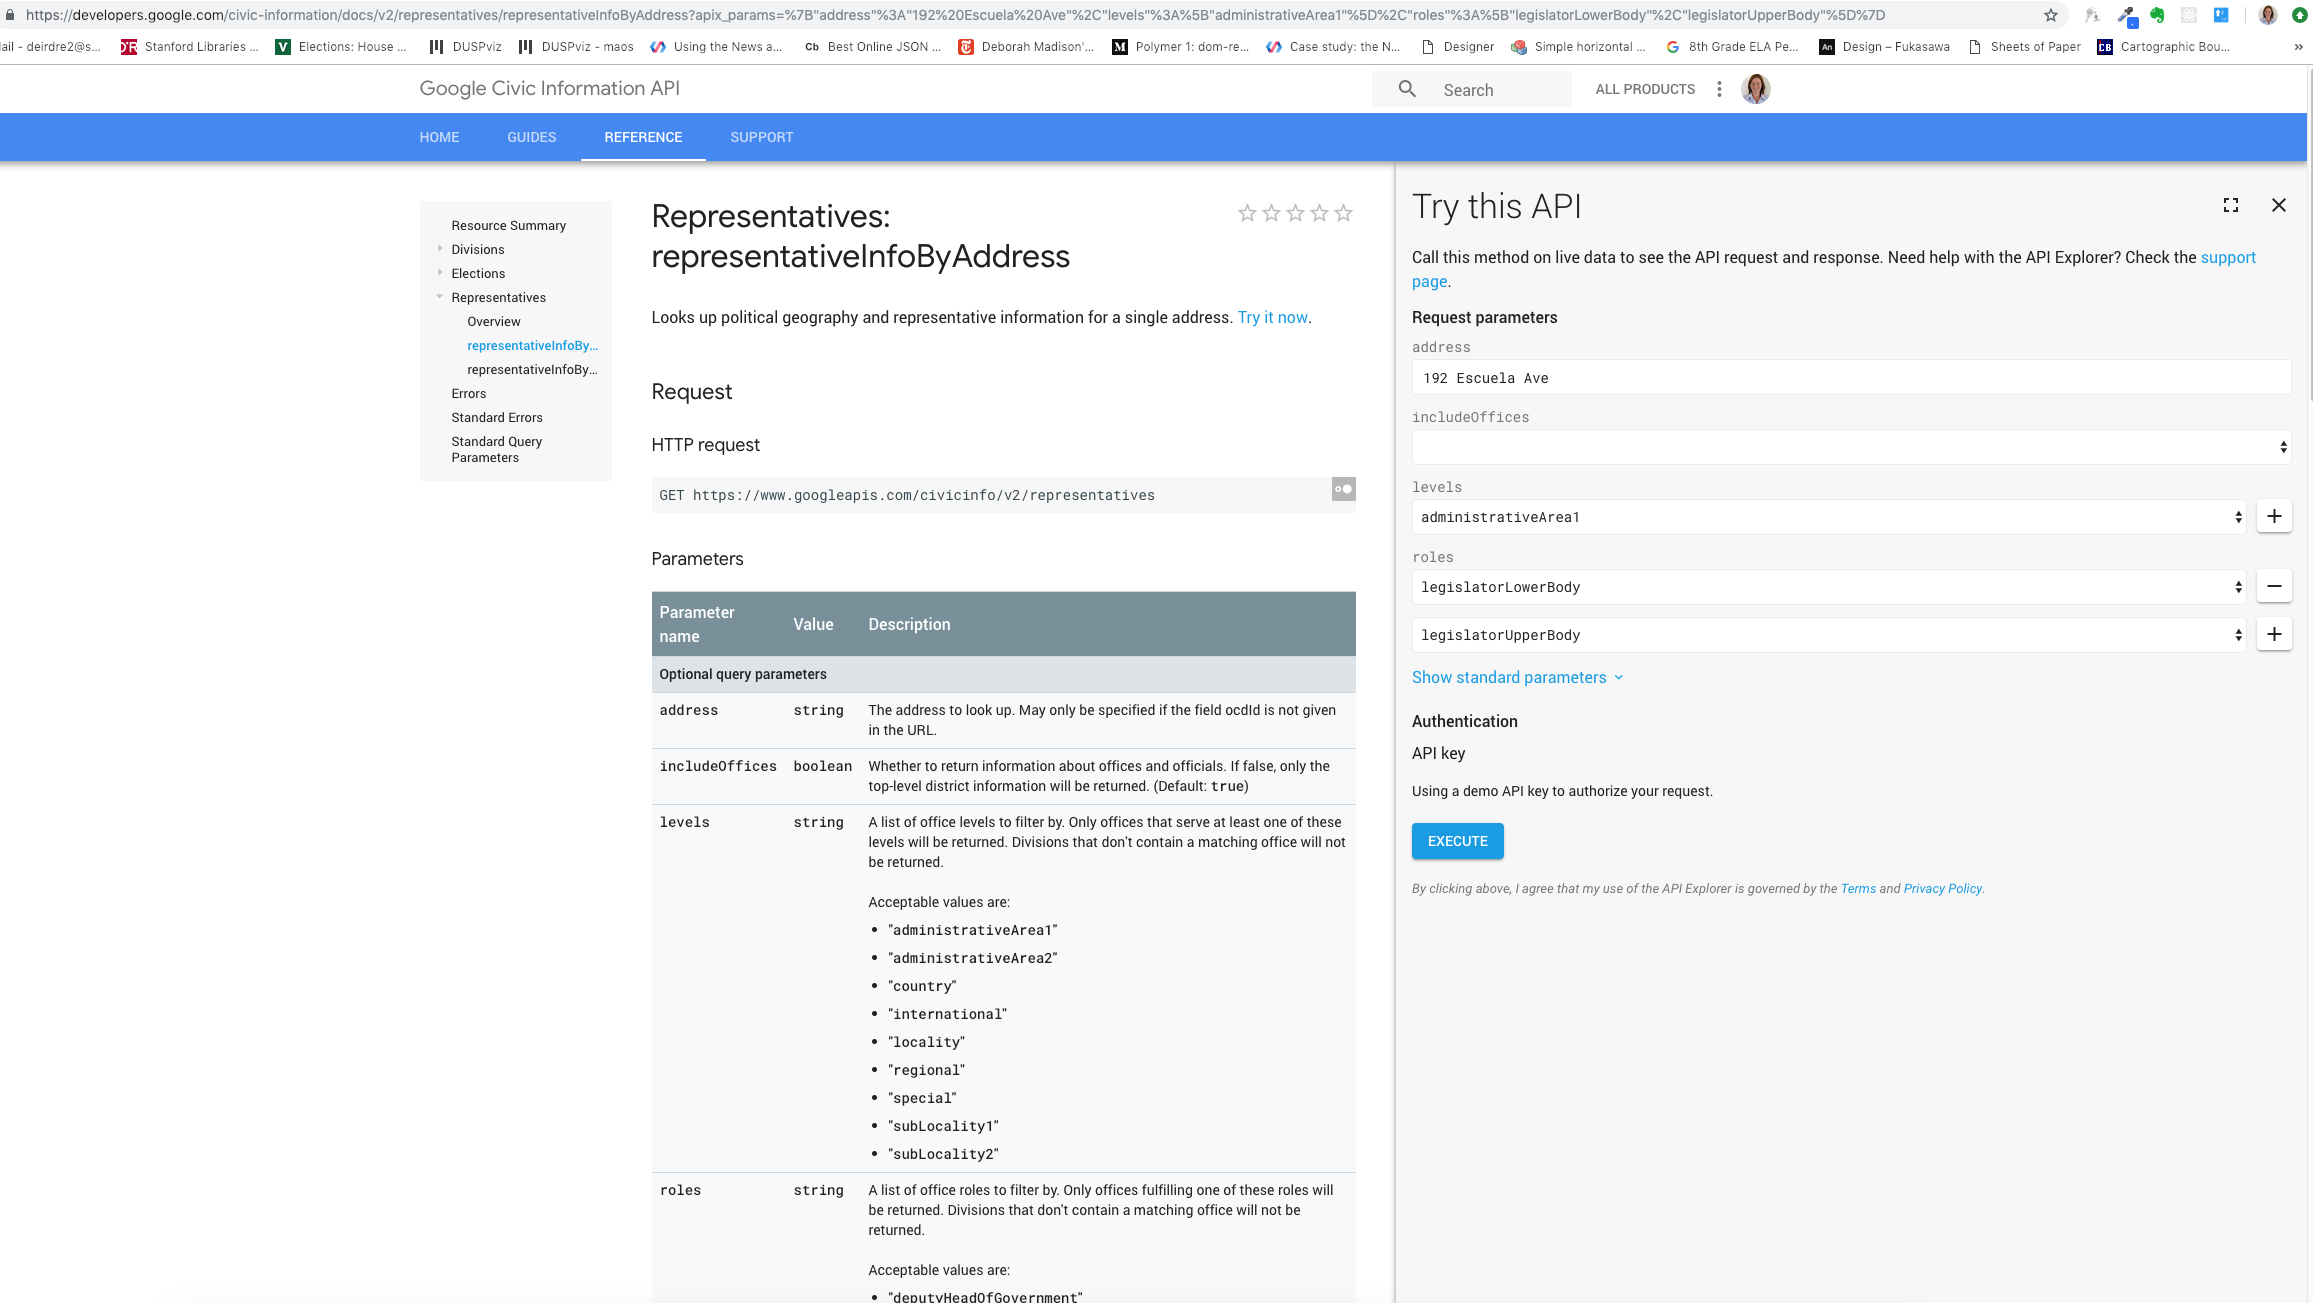 https://developers.google.com/civic-information/docs/v2/representatives/representativeInfoByAddress?apix_params=%7B"address"%3A"192%20Escuela%20Ave"%2C"levels"%3A%5B"administrativeArea1"%5D%2C"roles"%3A%5B"legislatorLowerBody"%2C"legislatorUpperBody"%5D%7D
ail - deirdre2@s... Stanford Libraries ... Elections: House ... DUSPviz DUSPviz - maos Using the News a... Best Online JSON ... Deborah Madison'... Polymer 1: dom-re... Case study: the N... Designer Simple horizontal ... 8th Grade ELA Pe... Design – Fukasawa Sheets of Paper Cartographic Bou... »
Google Civic Information API
Search
ALL PRODUCTS
HOME GUIDES REFERENCE SUPPORT
Resource Summary
Divisions
Elections
Representatives
Overview
representativeInfoBy...
representativeInfoBy...
Errors
Standard Errors
Standard Query
Parameters
Representatives:
representativeInfoByAddress
Looks up political geography and representative information for a single address. Try it now.
Request
HTTP request
GET https://www.googleapis.com/civicinfo/v2/representatives
Parameters
Parameter
name
Value
Description
Optional query parameters
address string The address to look up. May only be specified if the field ocdId is not given
in the URL.
includeOffices boolean Whether to return information about offices and officials. If false, only the
top-level district information will be returned. (Default: true)
levels string A list of office levels to filter by. Only offices that serve at least one of these
levels will be returned. Divisions that don't contain a matching office will not
be returned.
Acceptable values are:
• "administrativeArea1"
• "administrativeArea2"
• "country"
• "international"
• "locality"
• "regional"
• "special"
• "subLocality1"
• "subLocality2"
roles string A list of office roles to filter by. Only offices fulfilling one of these roles will
be returned. Divisions that don't contain a matching office will not be
returned.
Acceptable values are:
• "deputyHeadOfGovernment"
Try this API
Call this method on live data to see the API request and response. Need help with the API Explorer? Check the support
page.
Request parameters
address
192 Escuela Ave
includeOffices
levels
administrativeArea1
roles
legislatorLowerBody
legislatorUpperBody
Show standard parameters
Authentication
API key
Using a demo API key to authorize your request.
EXECUTE
By clicking above, I agree that my use of the API Explorer is governed by the Terms and Privacy Policy.